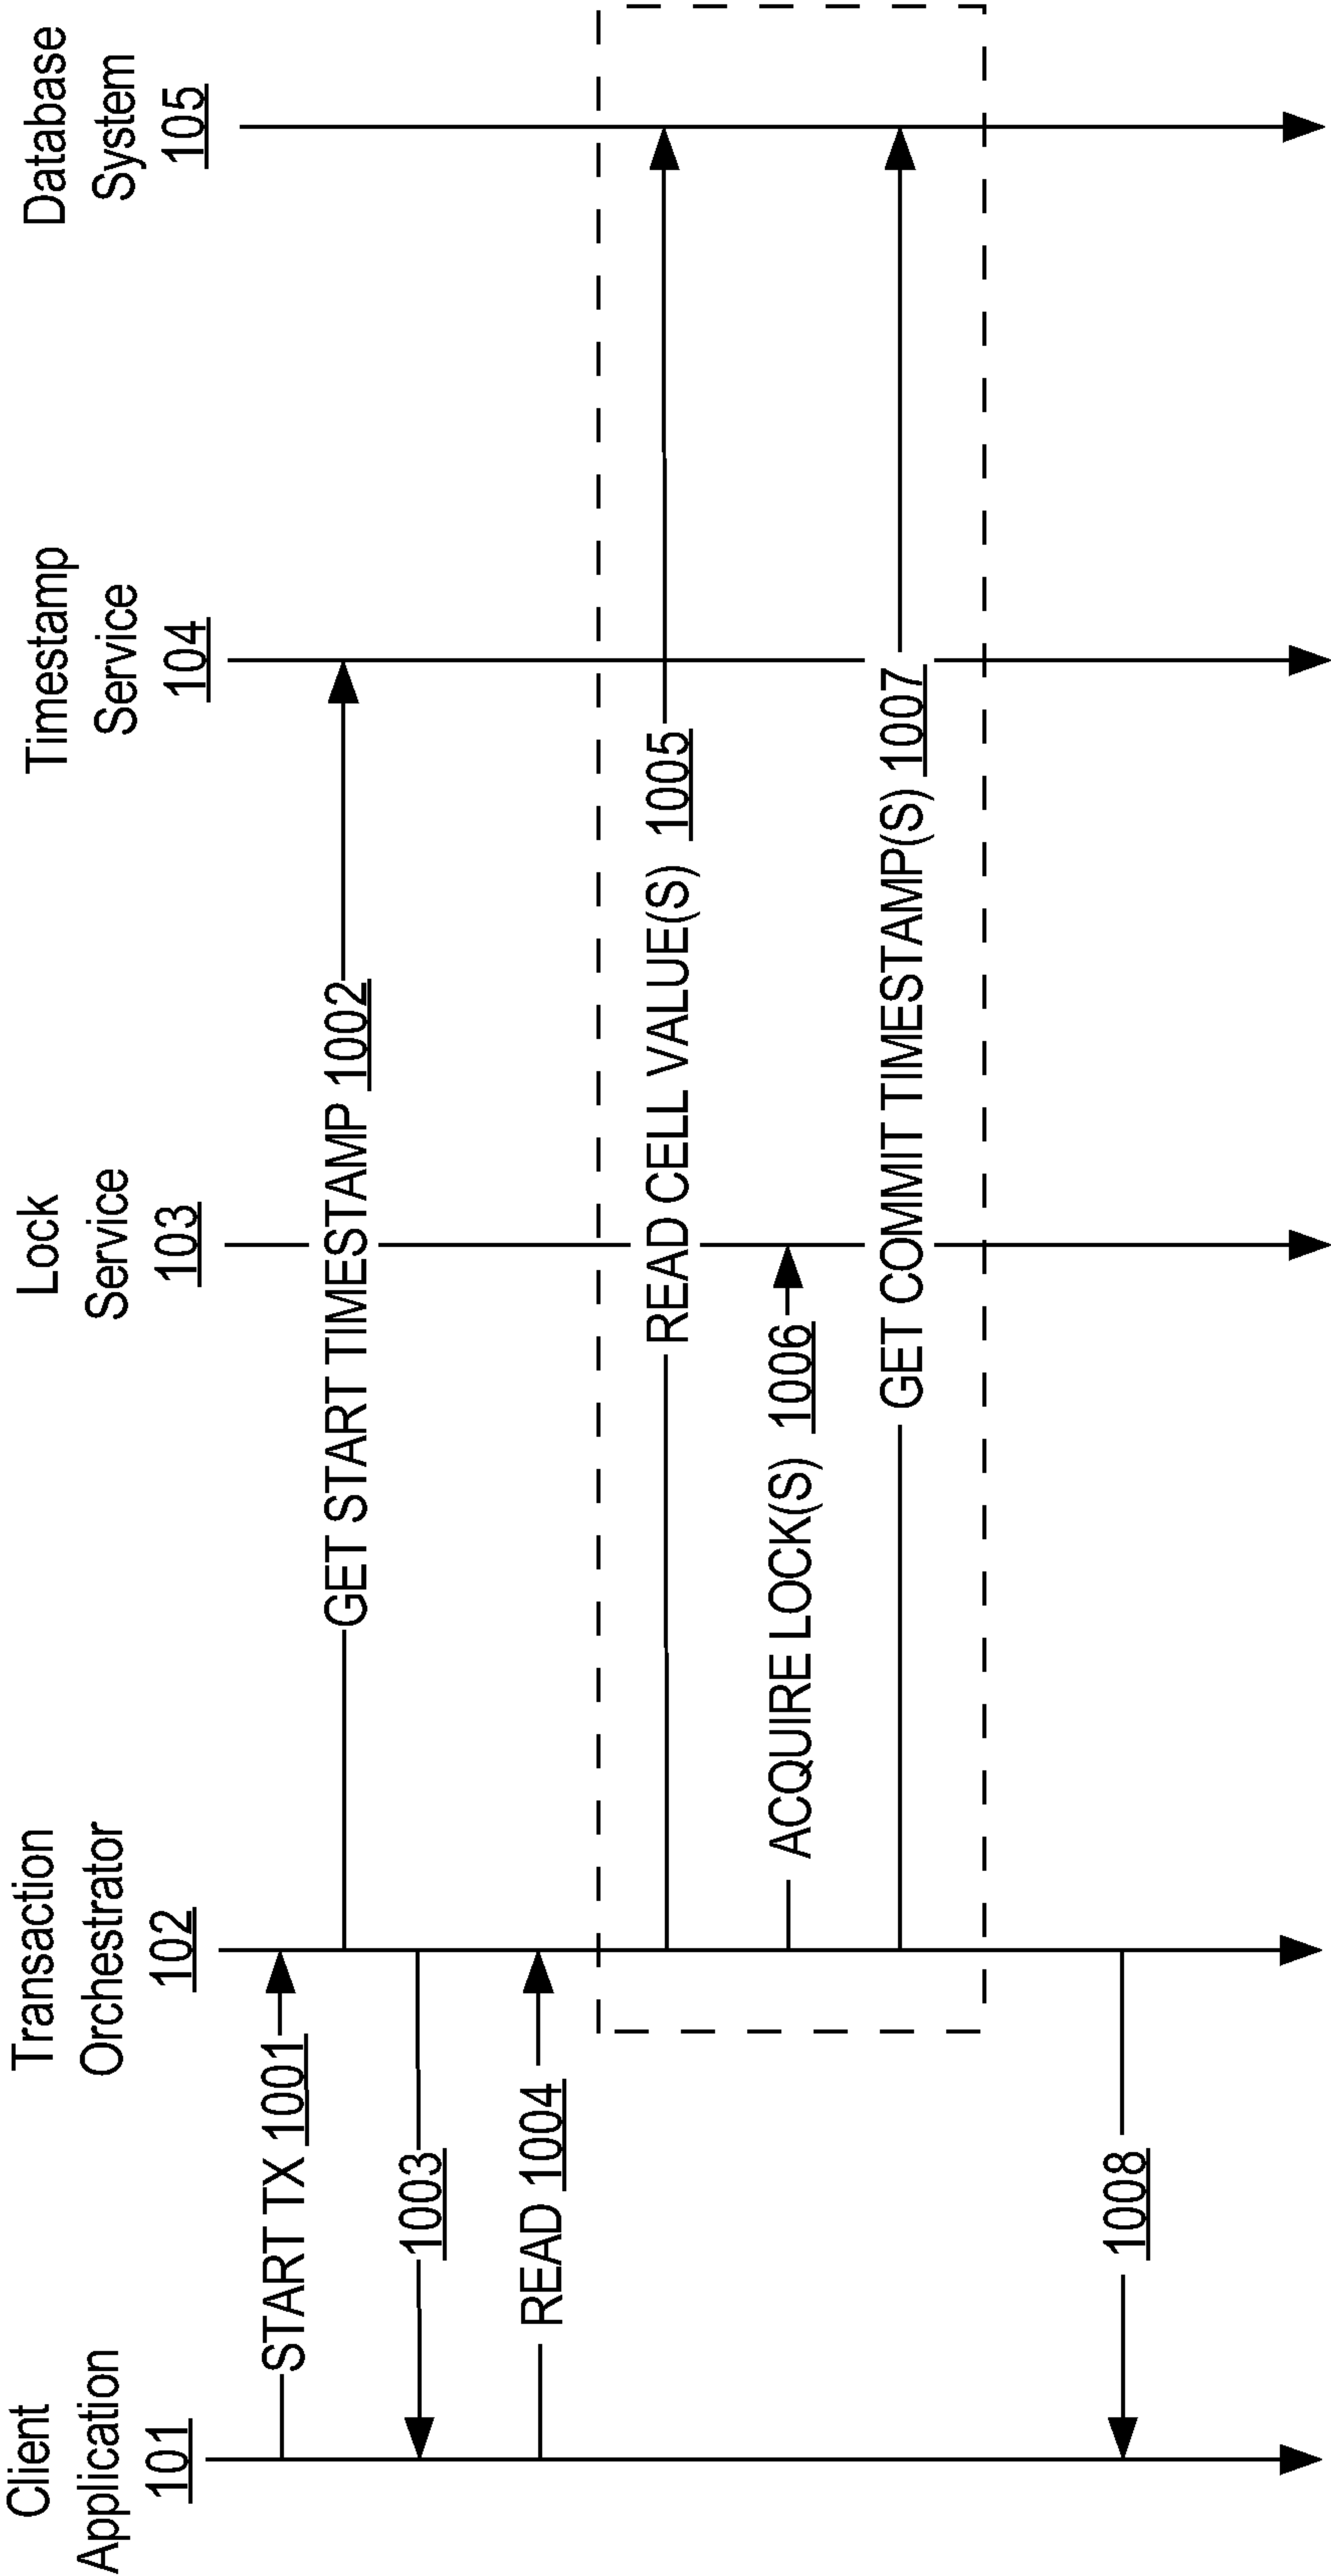 Client
Application
101
Transaction
Orchestrator
102
Lock
Service
103
Timestamp
Service
104
Database
System
105
START TX 1001
GET START TIMESTAMP 1002
1003
READ 1004
READ CELL VALUE(S) 1005
ACQUIRE LOCK(S) 1006
GET COMMIT TIMESTAMP(S) 1007
1008